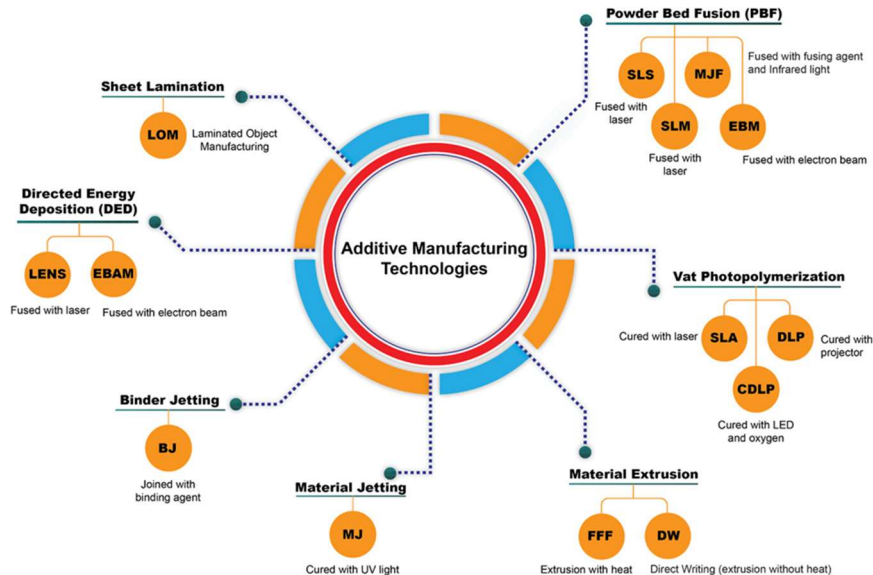 Additive Manufacturing
Technologies
Powder Bed Fusion (PBF)
SLS
Fused with
laser
SLM
Fused with
laser
MJF
Fused with fusing agent
and Infrared light
EBM
Fused with electron beam
Vat Photopolymerization
SLA
Cured with laser
CDLP
Cured with LED
and oxygen
DLP
Cured with
projector
Material Extrusion
FFF
Extrusion with heat
DW
Direct Writing (extrusion without heat)
Material Jetting
MJ
Cured with UV light
Binder Jetting
BJ
Joined with
binding agent
Directed Energy
Deposition (DED)
LENS
Fused with laser
EBAM
Fused with electron beam
Sheet Lamination
LOM
Laminated Object
Manufacturing